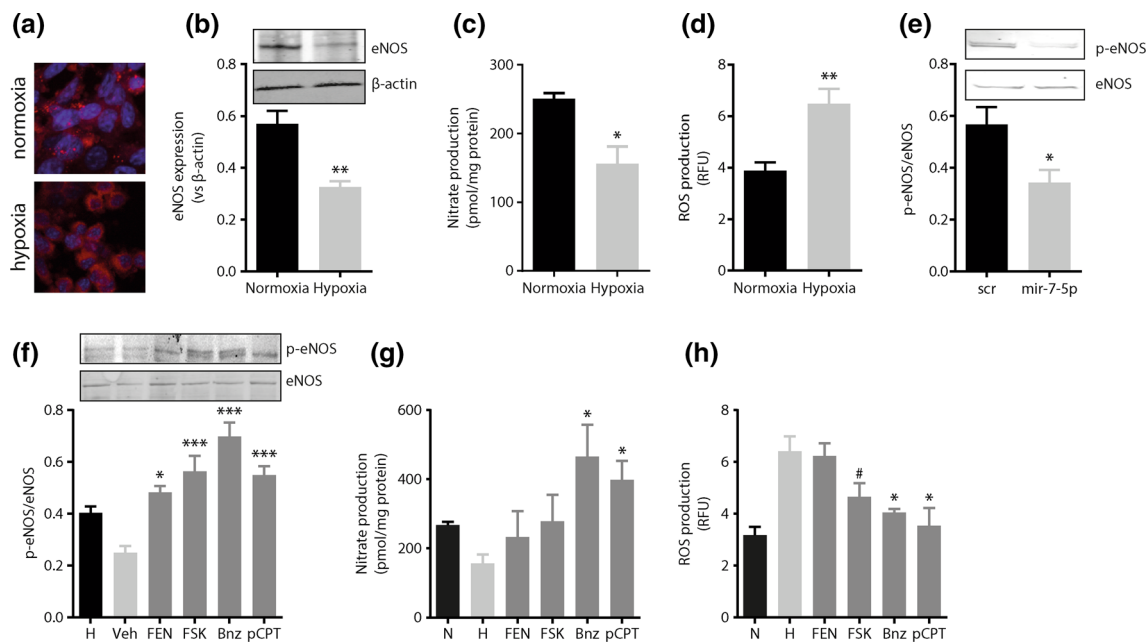 (a)
normoxia
hypoxia
(b)
eNOS
β-actin
eNOS expression
(vs β-actin)
0.6
0.4
0.2
0.0
**
Normoxia Hypoxia
(c)
Nitrate production
(pmol/mg protein)
300
200
100
0
*
Normoxia Hypoxia
(d)
ROS production
(RFU)
8
6
4
2
0
**
Normoxia Hypoxia
(e)
p-eNOS
eNOS
p-eNOS/eNOS
0.8
0.6
0.4
0.2
0.0
*
scr mir-7-5p
(f)
p-eNOS
eNOS
p-eNOS/eNOS
0.8
0.6
0.4
0.2
0.0
* *** *** ***
H Veh FEN FSK Bnz pCPT
(g)
Nitrate production
(pmol/mg protein)
600
400
200
0
* *
N H FEN FSK Bnz pCPT
(h)
ROS production
(RFU)
8
6
4
2
0
# * *
N H FEN FSK Bnz pCPT